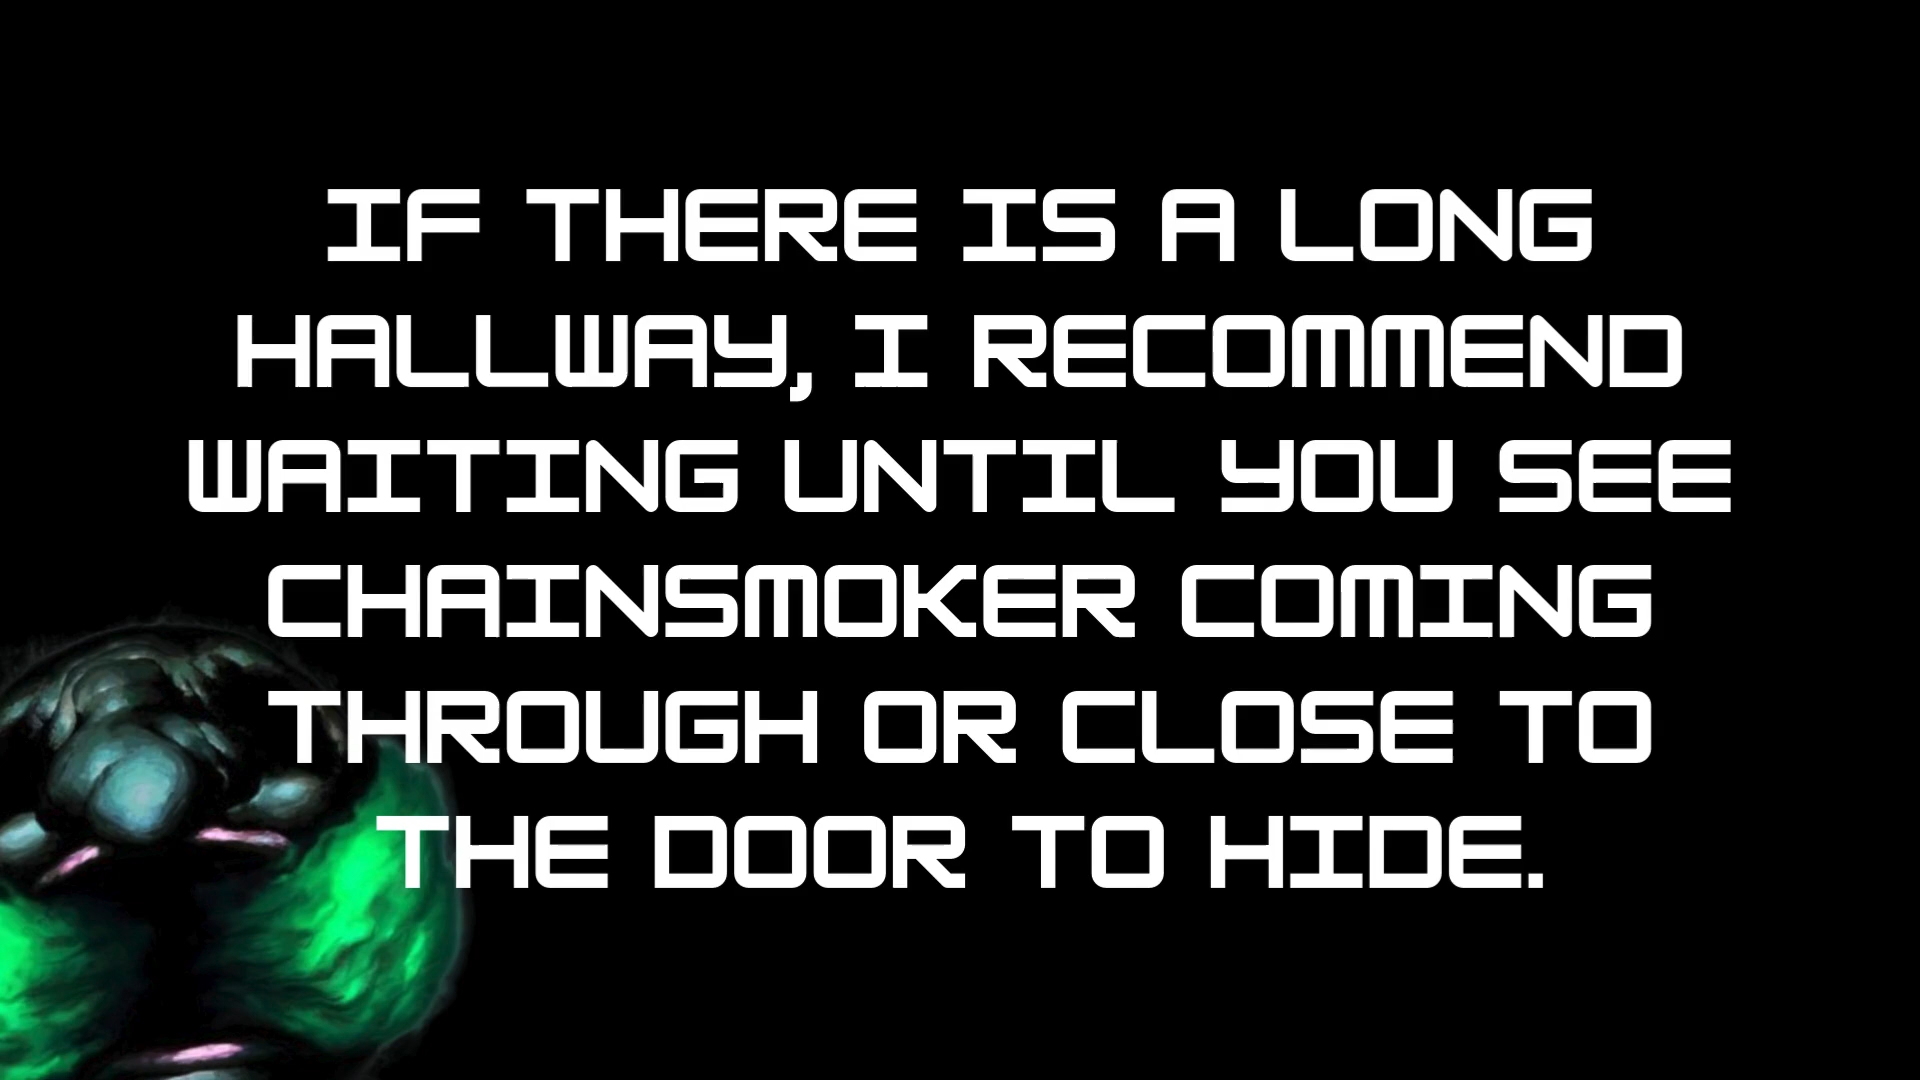 IF THERE IS A LONG
HALLWAY, I RECOMMEND
WAITING UNTIL YOU SEE
CHAINSMOKER COMING
THROUGH OR CLOSE TO
THE DOOR TO HIDE.